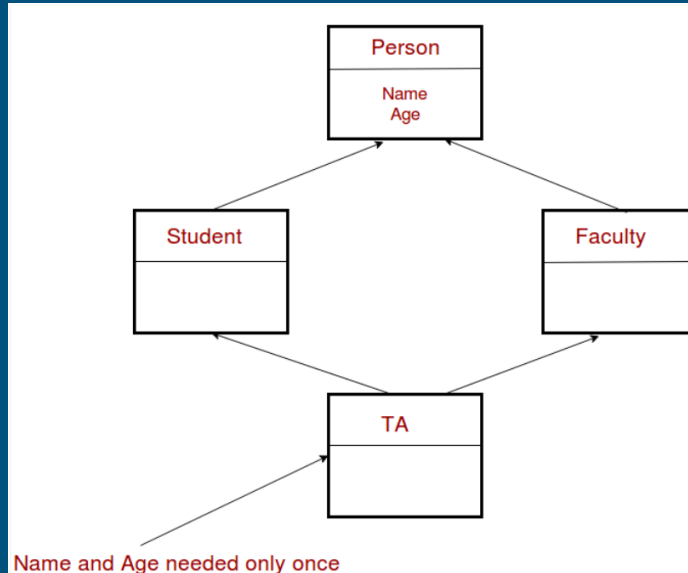 Person
Name
Age
Student
Faculty
TA
Name and Age needed only once